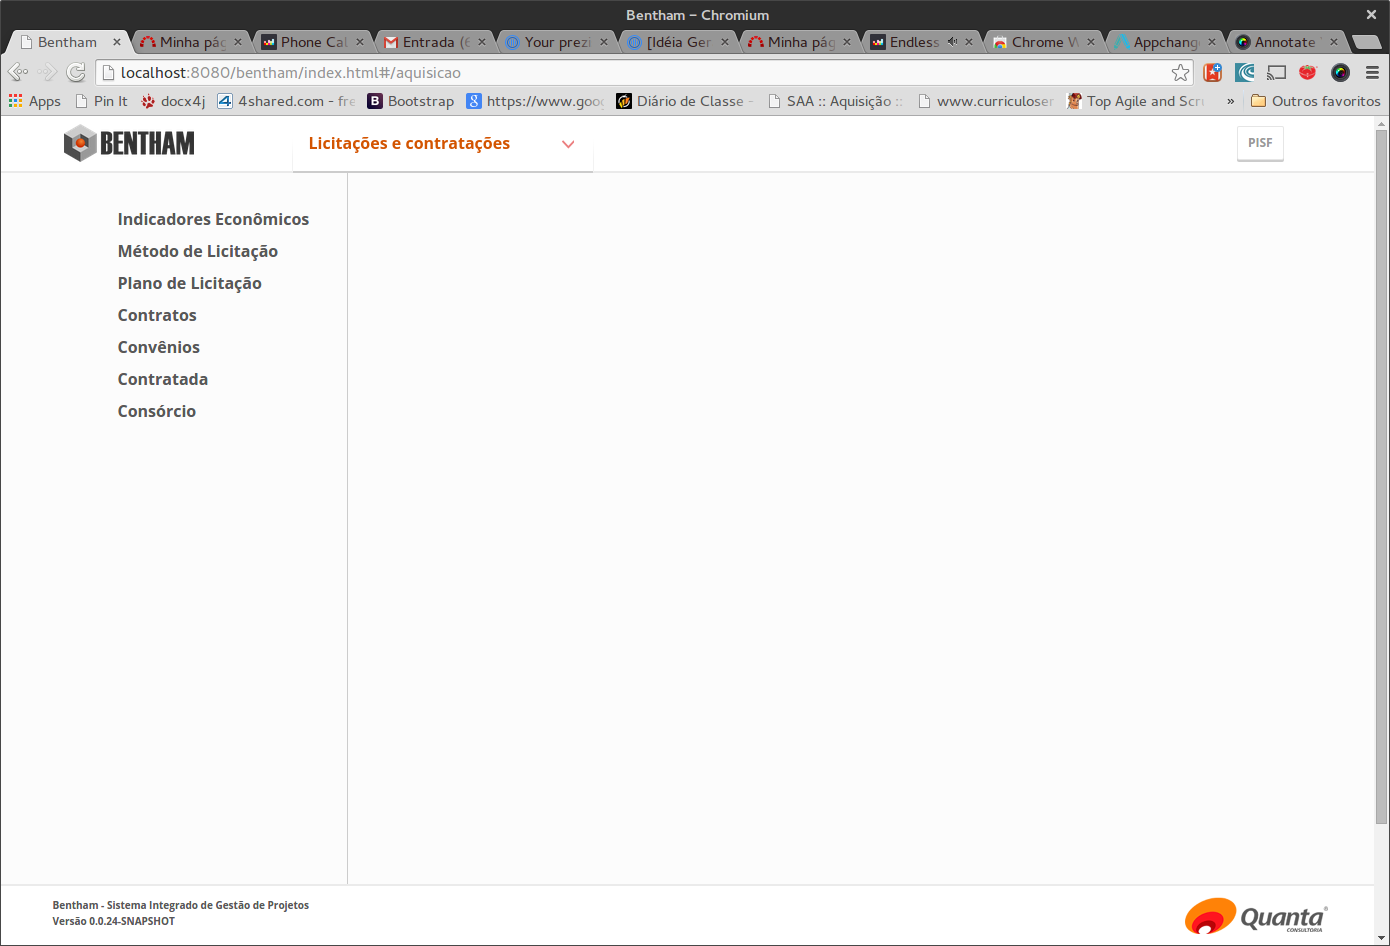 Bentham – Chromium
Bentham
Minha pág
Phone Cal
Entrada (6
Your prezi
[Idéia Ger
Minha pág
Endless
Chrome W
Appchang
Annotate
localhost:8080/bentham/index.html#/aquisicao
Apps
Pin It
docx4j
4shared.com - fre
Bootstrap
https://www.goog
Diário de Classe -
SAA :: Aquisição ::
www.curriculoser
Top Agile and Scru
»
Outros favoritos
BENTHAM
Licitações e contratações
PISF
Indicadores Econômicos
Método de Licitação
Plano de Licitação
Contratos
Convênios
Contratada
Consórcio
Bentham - Sistema Integrado de Gestão de Projetos
Versão 0.0.24-SNAPSHOT
Quanta®
CONSULTORIA